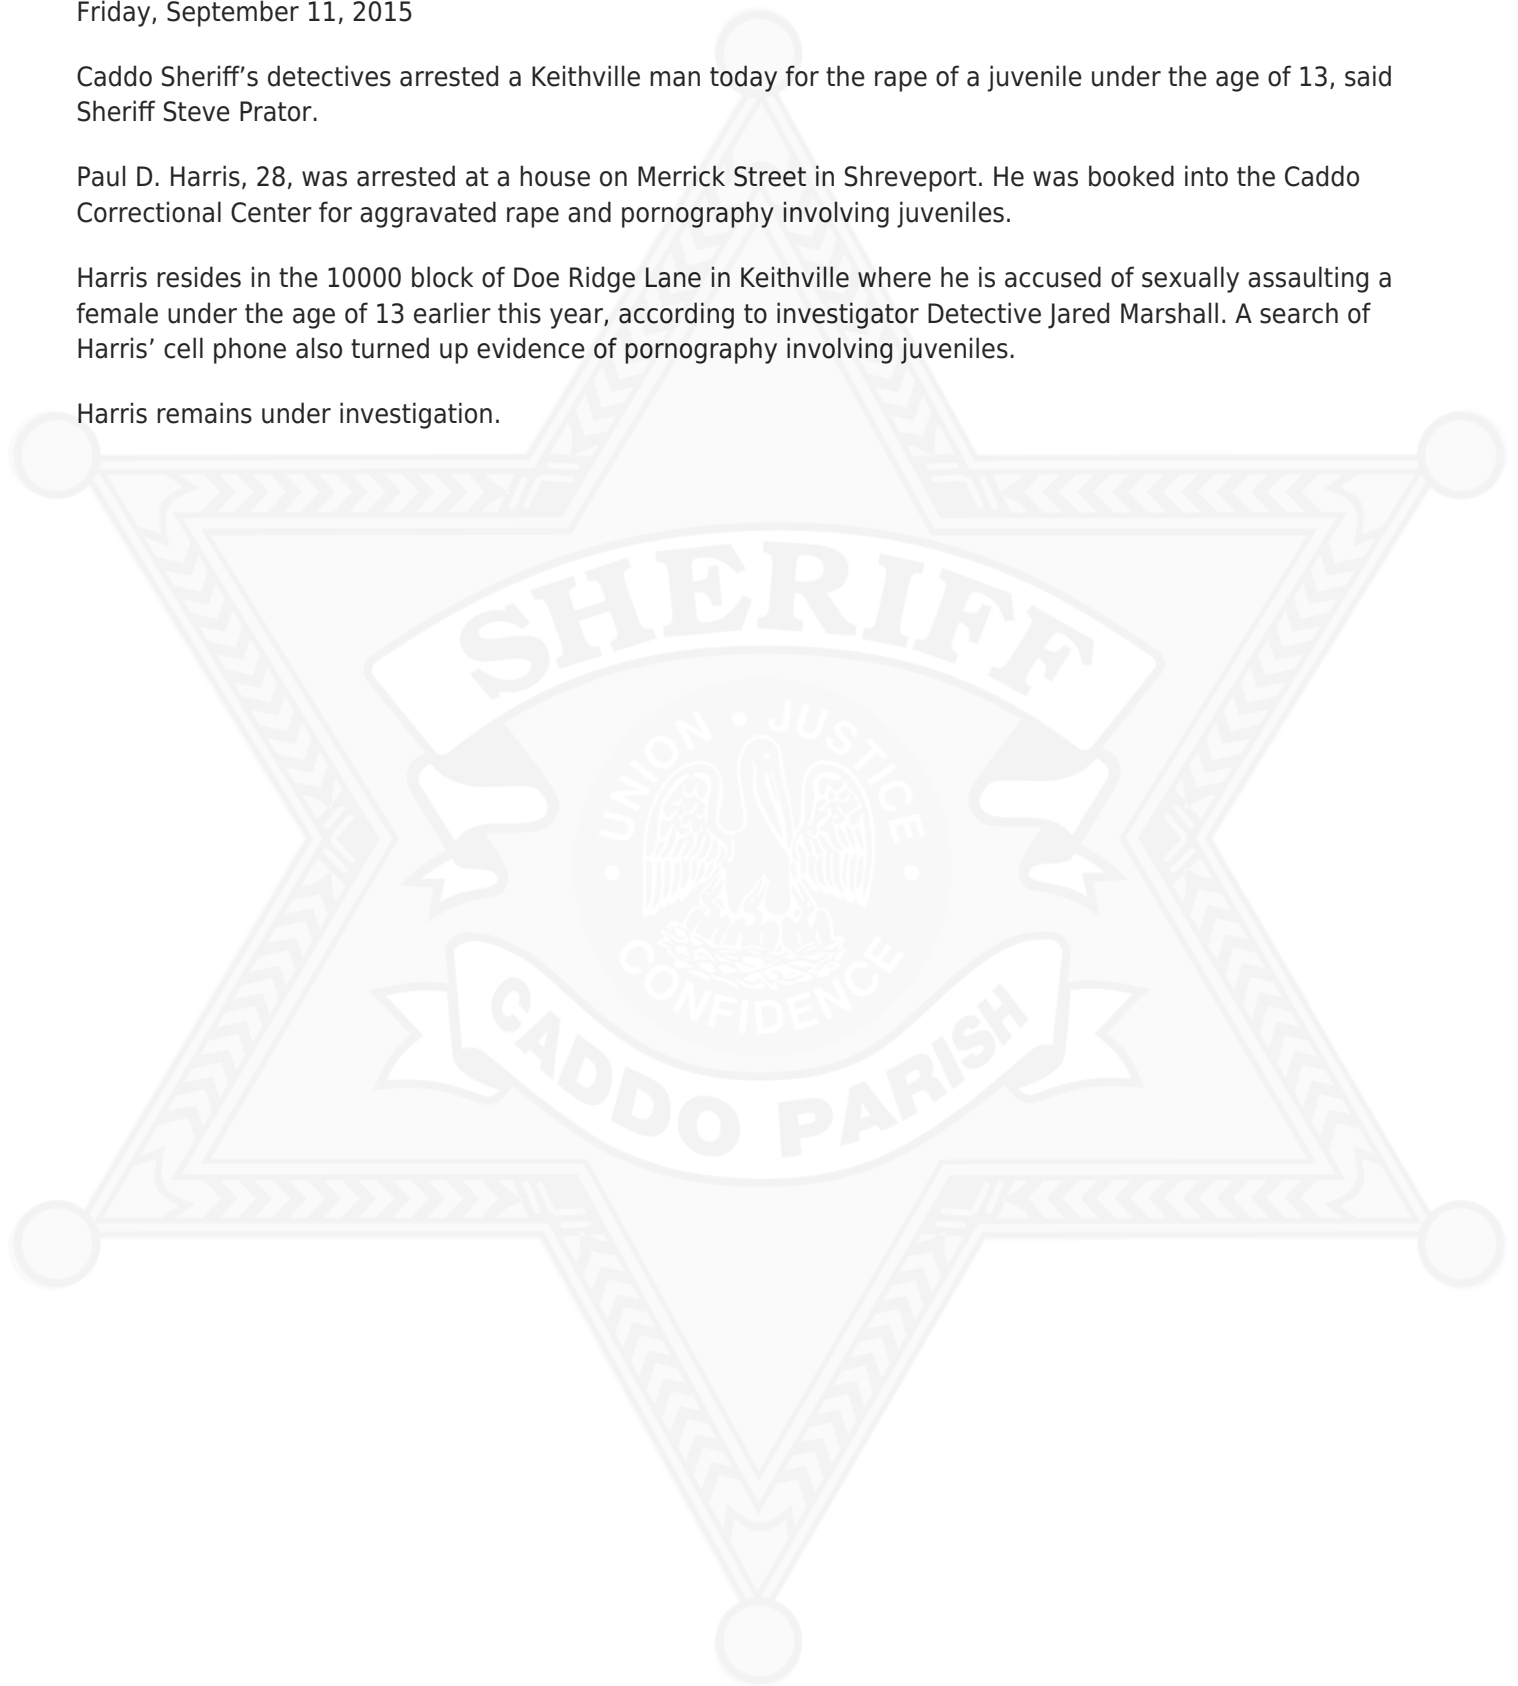 Friday, September 11, 2015
Caddo Sheriff’s detectives arrested a Keithville man today for the rape of a juvenile under the age of 13, said
Sheriff Steve Prator.
Paul D. Harris, 28, was arrested at a house on Merrick Street in Shreveport. He was booked into the Caddo
Correctional Center for aggravated rape and pornography involving juveniles.
Harris resides in the 10000 block of Doe Ridge Lane in Keithville where he is accused of sexually assaulting a
female under the age of 13 earlier this year, according to investigator Detective Jared Marshall. A search of
Harris’ cell phone also turned up evidence of pornography involving juveniles.
Harris remains under investigation.
SHERIFF
UNION • JUSTICE •
• CONFIDENCE
CADDO PARISH